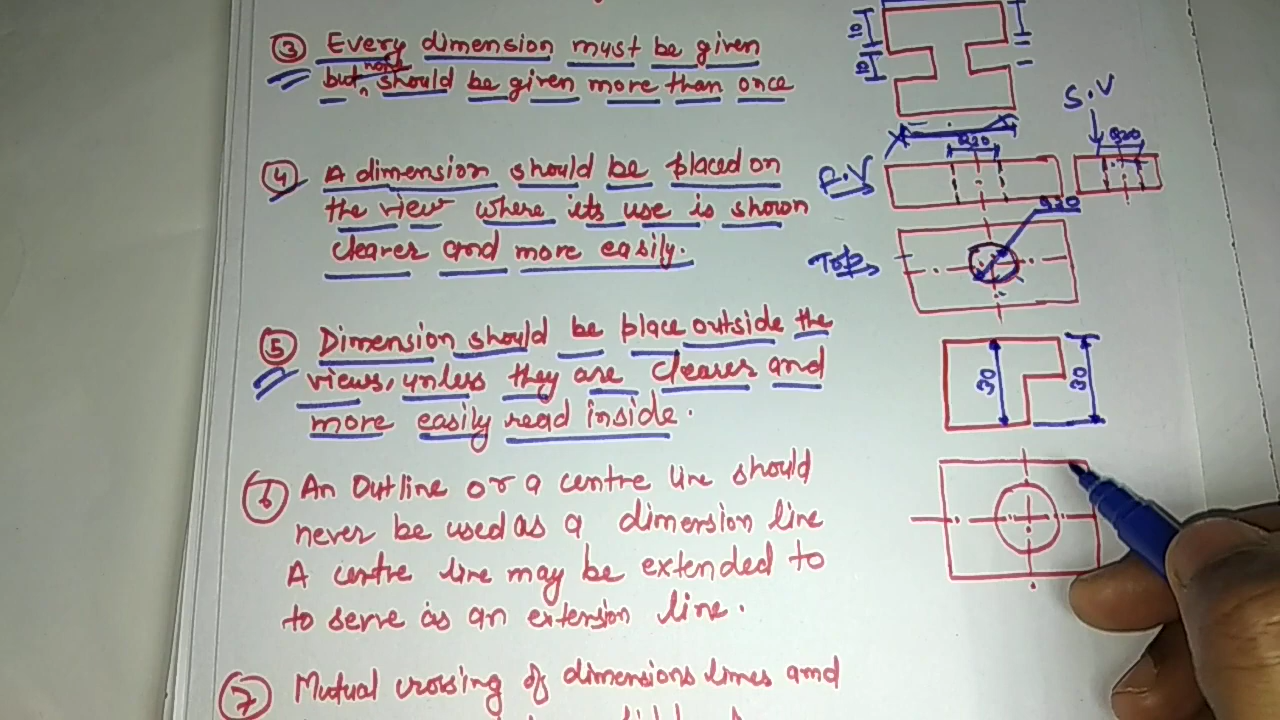 ③ Every dimension must be given
but none should be given more than once
④ A dimension should be placed on
the view where its use is shown
clearer and more easily.
⑤ Dimension should be place outside the
views, unless they are clearer and
more easily read inside.
⑥ An Outline or a centre line should
never be used as a dimension line
A centre line may be extended to
to serve as an extension line.
⑦ Mutual crossing of dimensions lines and
10
10
S.V
F.V
Top
30
30